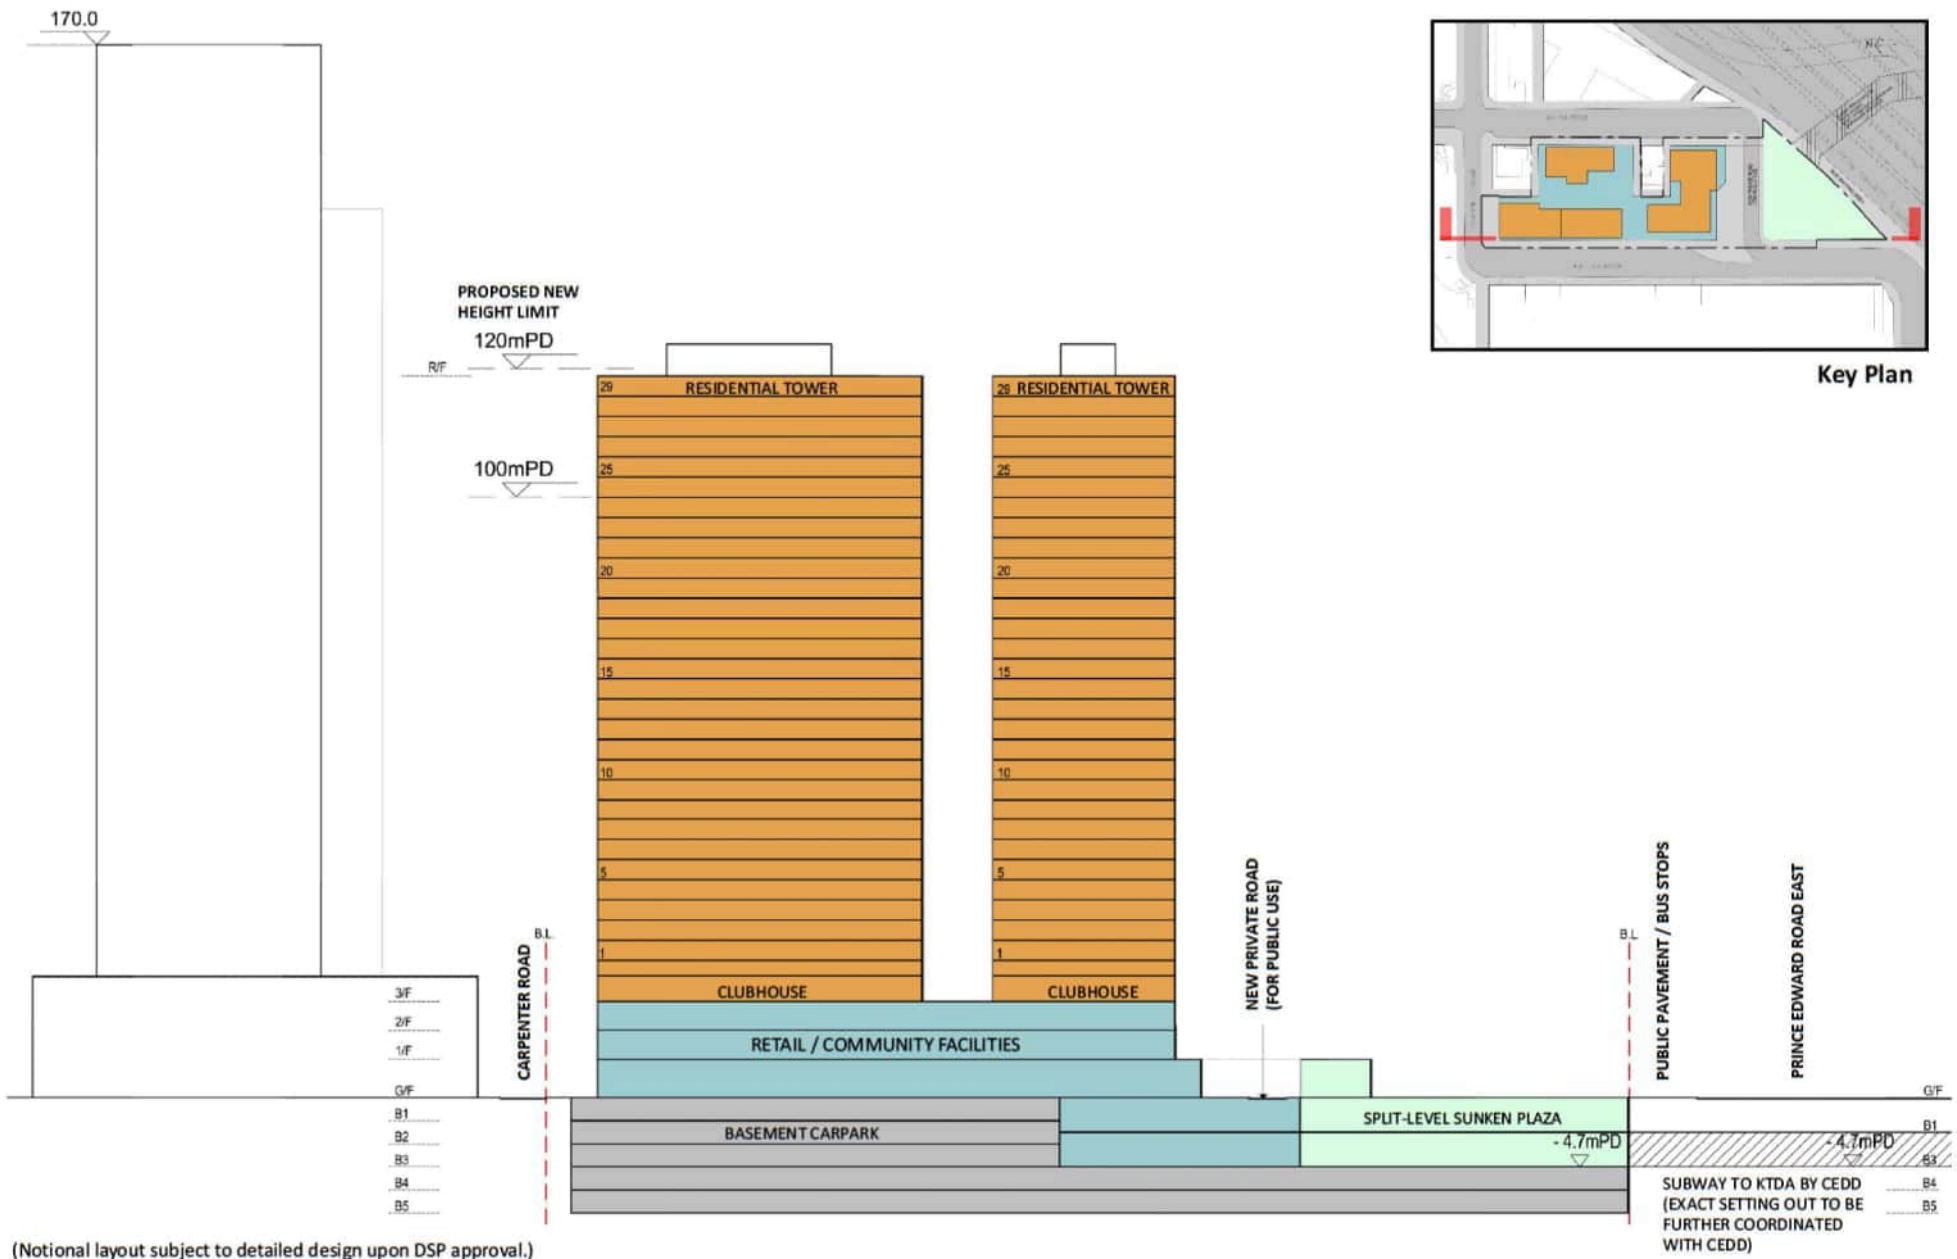 170.0
PROPOSED NEW
HEIGHT LIMIT
120mPD
R/F
100mPD
Key Plan
29 RESIDENTIAL TOWER
25
20
15
10
5
1
CLUBHOUSE
29 RESIDENTIAL TOWER
25
20
15
10
5
1
CLUBHOUSE
RETAIL / COMMUNITY FACILITIES
BASEMENT CARPARK
3/F
2/F
1/F
G/F
B1
B2
B3
B4
B5
B.L.
CARPENTER ROAD
NEW PRIVATE ROAD
(FOR PUBLIC USE)
SPLIT-LEVEL SUNKEN PLAZA
- 4.7mPD
B.L
PUBLIC PAVEMENT / BUS STOPS
PRINCE EDWARD ROAD EAST
G/F
B1
- 4.7mPD
B3
B4
B5
SUBWAY TO KTDA BY CEDD
(EXACT SETTING OUT TO BE
FURTHER COORDINATED
WITH CEDD)
(Notional layout subject to detailed design upon DSP approval.)